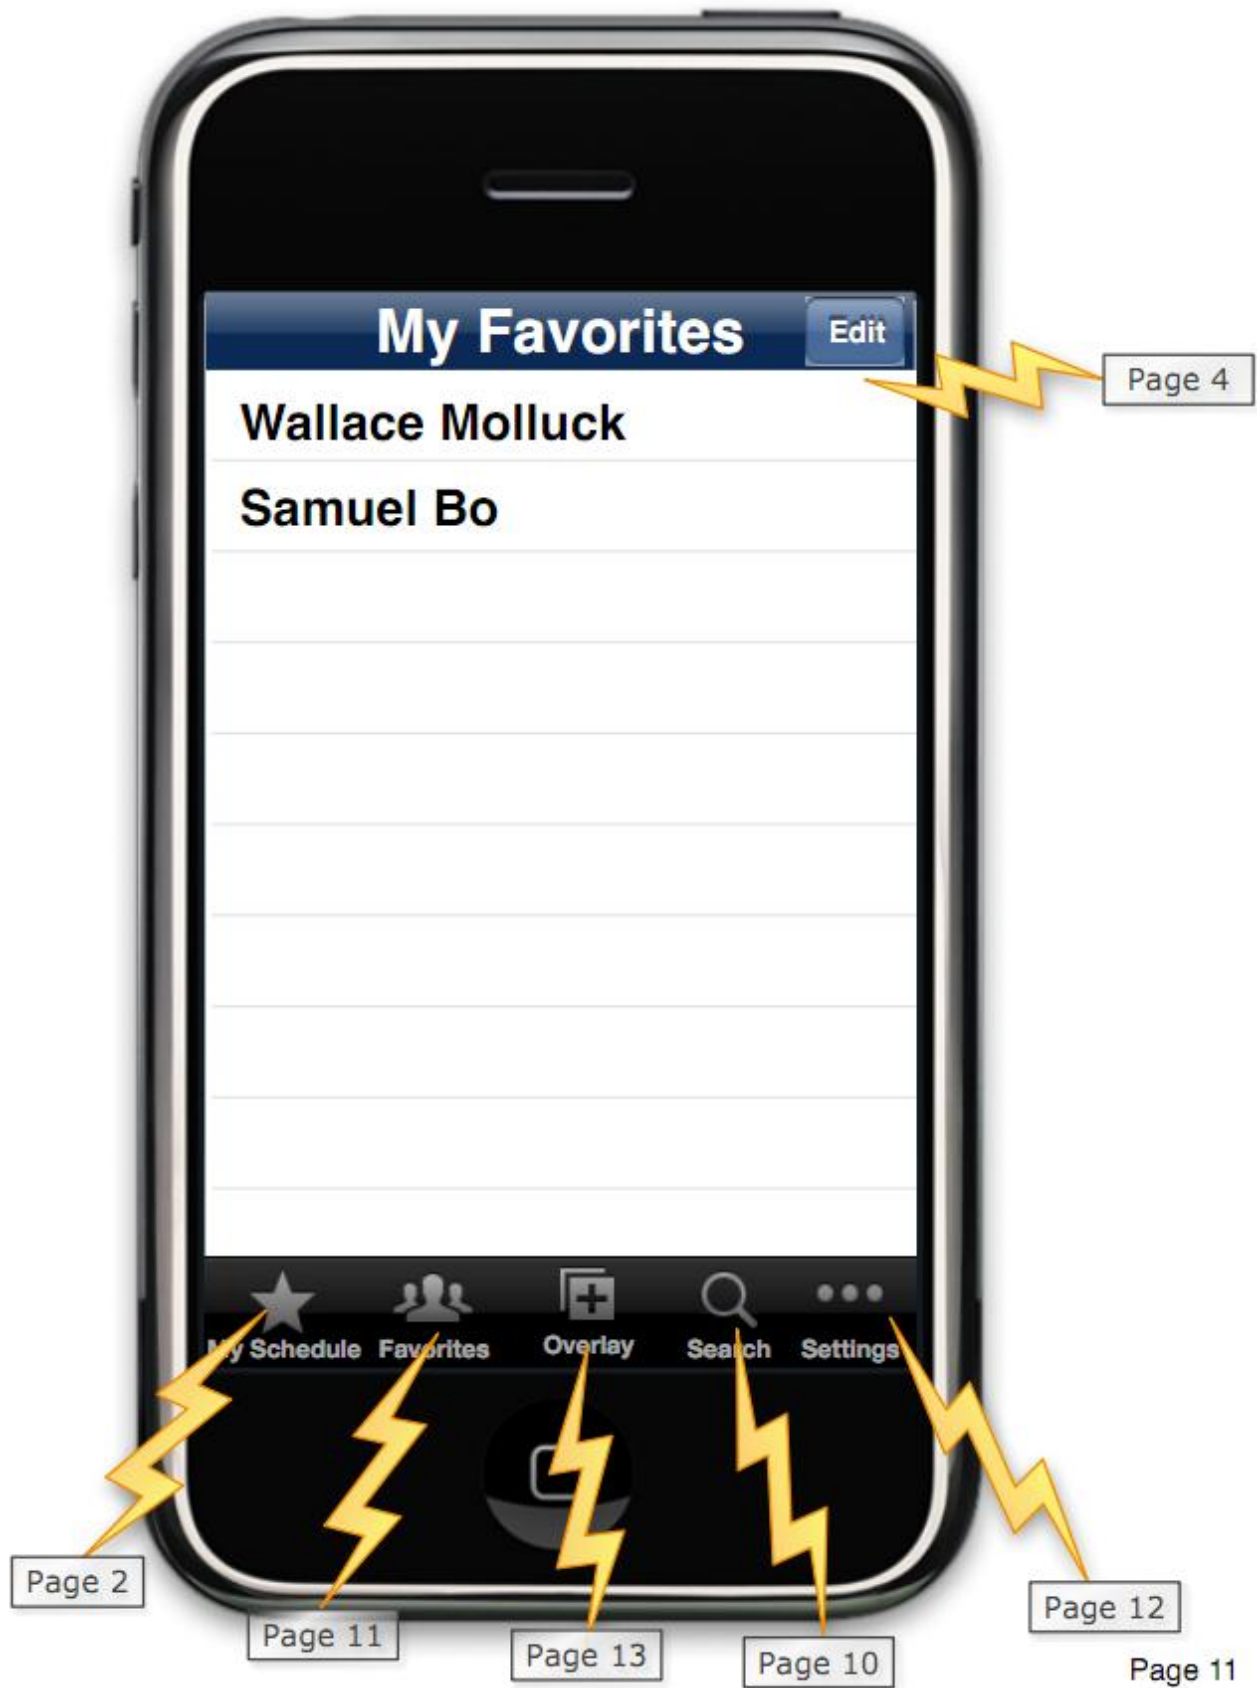 My Favorites
Edit
Page 4
Wallace Molluck
Samuel Bo
My Schedule
Favorites
Overlay
Search
Settings
Page 2
Page 11
Page 13
Page 10
Page 12
Page 11